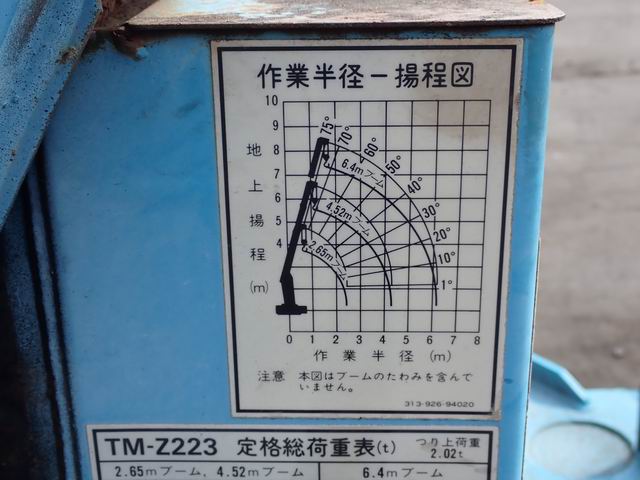 作業半径－揚程図
10
9
8
7
6
5
4
地上揚程(m)
75°
70°
60°
50°
40°
30°
20°
10°
1°
6.4mブーム
4.52mブーム
2.65mブーム
0 1 2 3 4 5 6 7 8
作業半径(m)
注意 本図はブームのたわみを含んで
いません。
313-926-94020
TM-Z223 定格総荷重表(t) つり上荷重
2.02t
2.65mブーム、4.52mブーム 6.4mブーム